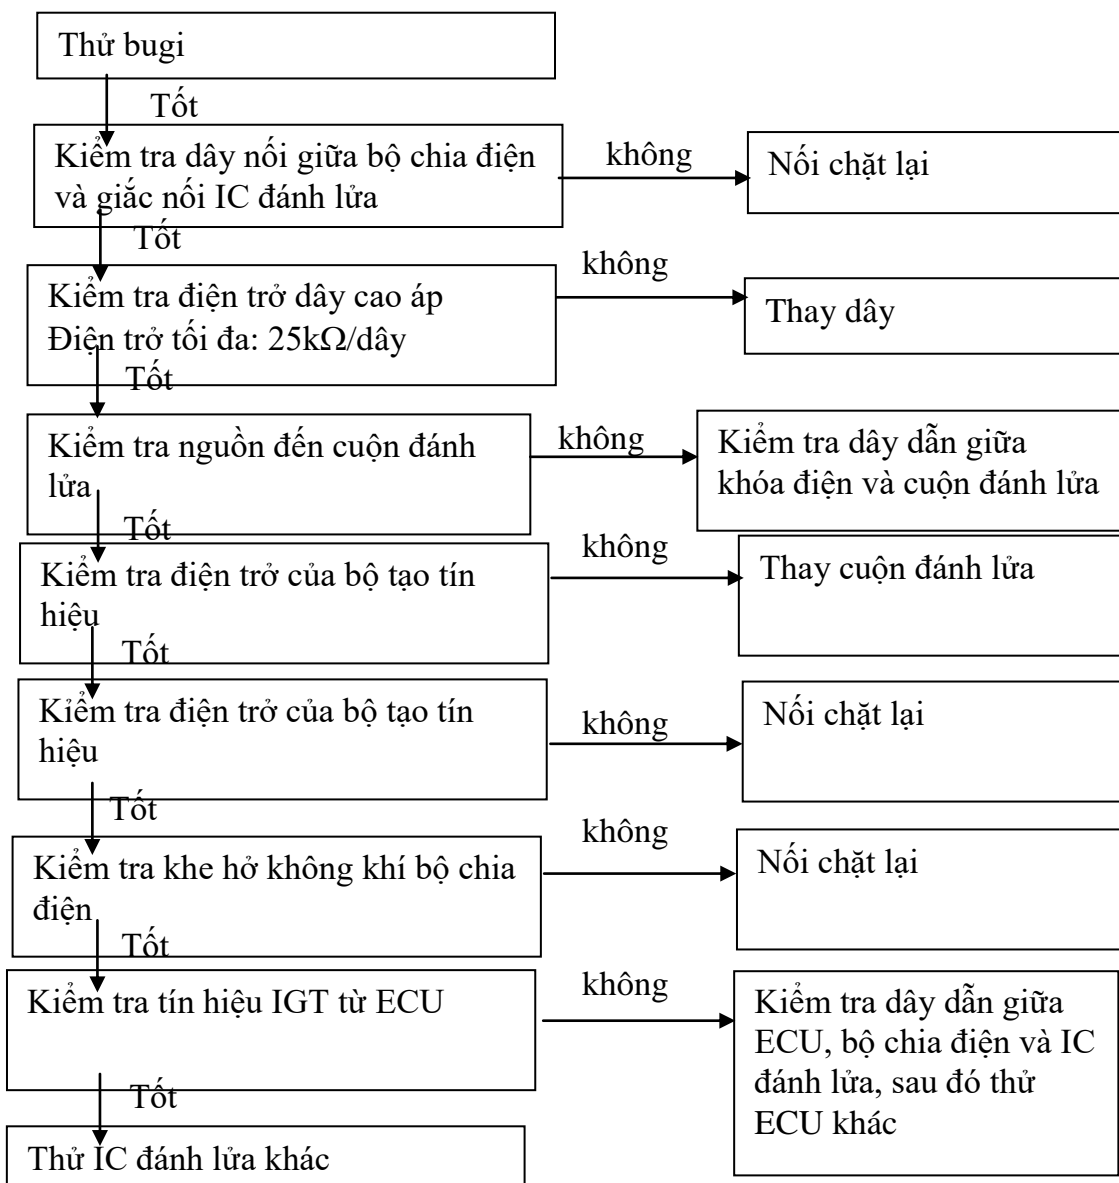 Thử bugi
Tốt
Kiểm tra dây nối giữa bộ chia điện
và giắc nối IC đánh lửa
không
Nối chặt lại
Tốt
Kiểm tra điện trở dây cao áp
Điện trở tối đa: 25kΩ/dây
không
Thay dây
Tốt
Kiểm tra nguồn đến cuộn đánh
lửa
không
Kiểm tra dây dẫn giữa
khóa điện và cuộn đánh lửa
Tốt
Kiểm tra điện trở của bộ tạo tín
hiệu
không
Thay cuộn đánh lửa
Tốt
Kiểm tra điện trở của bộ tạo tín
hiệu
không
Nối chặt lại
Tốt
Kiểm tra khe hở không khí bộ chia
điện
không
Nối chặt lại
Tốt
Kiểm tra tín hiệu IGT từ ECU
không
Kiểm tra dây dẫn giữa
ECU, bộ chia điện và IC
đánh lửa, sau đó thử
ECU khác
Tốt
Thử IC đánh lửa khác